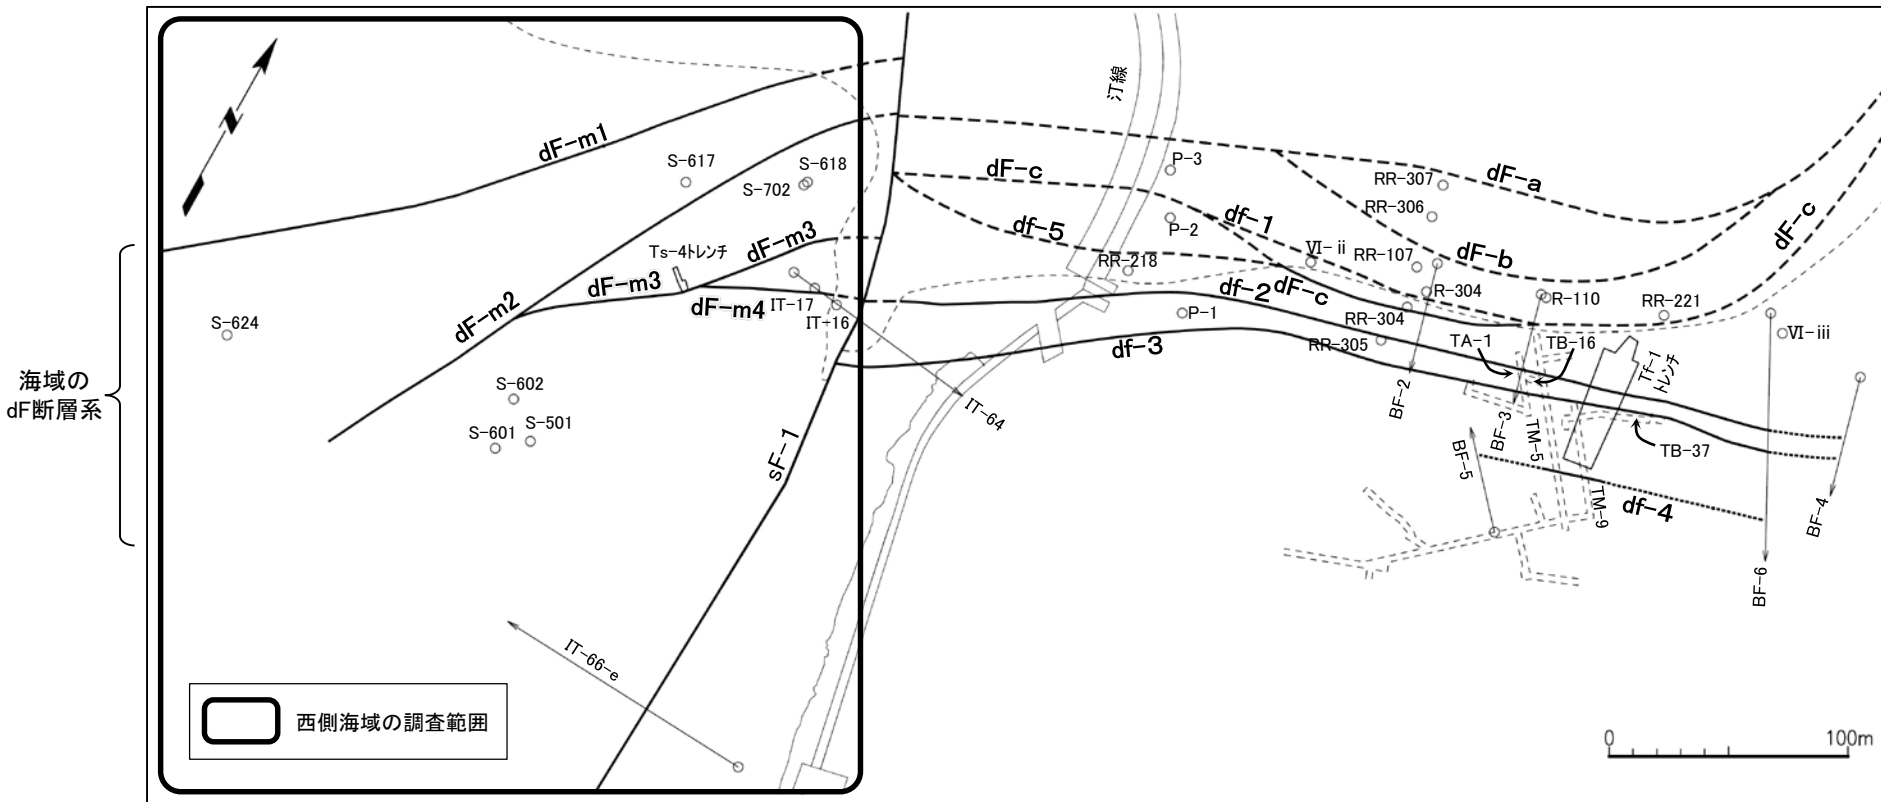 汀線
dF-m1
S-617
S-618
S-702
P-3
dF-c
RR-307
dF-a
RR-306
df-1
df-5
P-2
dF-c
Ts-4トレンチ
dF-m3
RR-218
Ⅵ-ⅱ
RR-107
dF-b
dF-m3
dF-m4
IT-17
IT-16
df-2
dF-c
R-304
R-110
RR-221
dF-m2
S-624
P-1
RR-304
Ⅵ-ⅲ
df-3
RR-305
TA-1
TB-16
Tf-1
トレンチ
海域の
dF断層系
S-602
S-501
S-601
IT-64
BF-2
BF-3
TM-5
BF-5
TB-37
sF-1
TM-9
df-4
BF-4
BF-6
IT-66-e
西側海域の調査範囲
0
100m